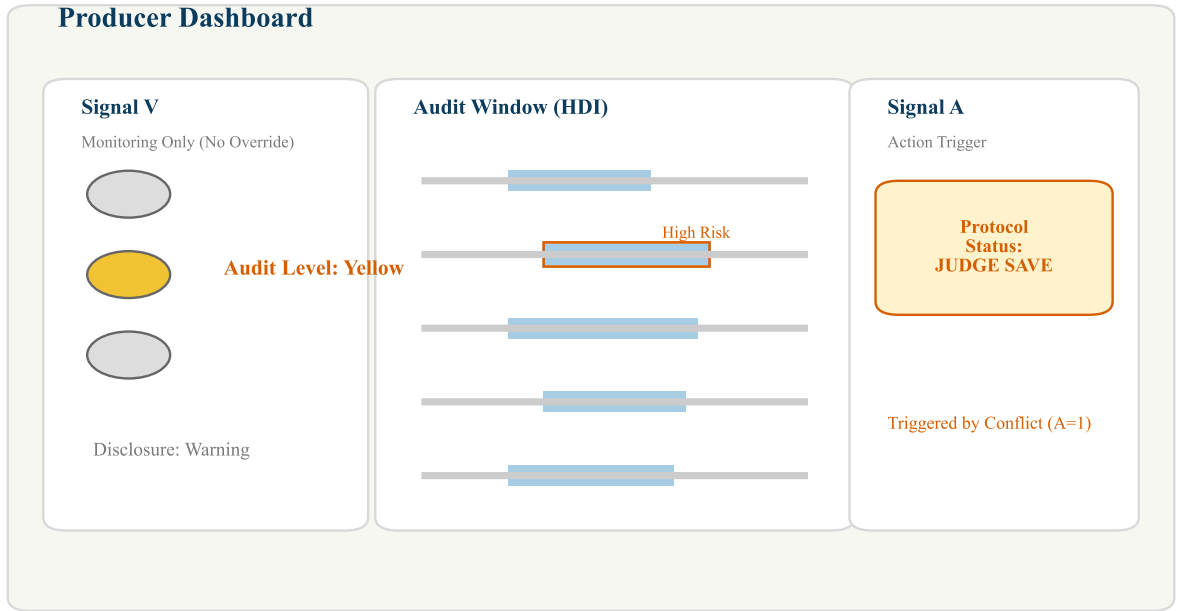 Producer Dashboard
Signal V
Monitoring Only (No Override)
Audit Level: Yellow
Disclosure: Warning
Audit Window (HDI)
High Risk
Signal A
Action Trigger
Protocol
Status:
JUDGE SAVE
Triggered by Conflict (A=1)